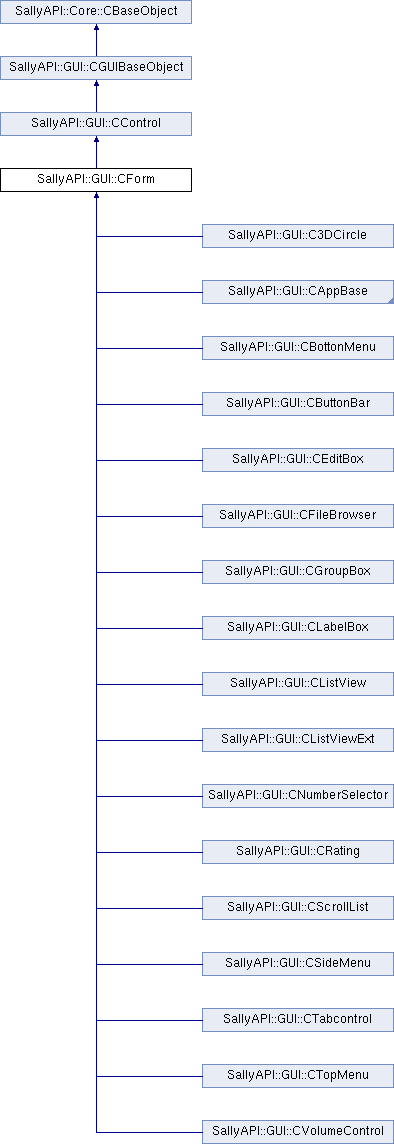 SallyAPI::Core::CBaseObject
SallyAPI::GUI::CGUIBaseObject
SallyAPI::GUI::CControl
SallyAPI::GUI::CForm
SallyAPI::GUI::C3DCircle
SallyAPI::GUI::CAppBase
SallyAPI::GUI::CBottonMenu
SallyAPI::GUI::CButtonBar
SallyAPI::GUI::CEditBox
SallyAPI::GUI::CFileBrowser
SallyAPI::GUI::CGroupBox
SallyAPI::GUI::CLabelBox
SallyAPI::GUI::CListView
SallyAPI::GUI::CListViewExt
SallyAPI::GUI::CNumberSelector
SallyAPI::GUI::CRating
SallyAPI::GUI::CScrollList
SallyAPI::GUI::CSideMenu
SallyAPI::GUI::CTabcontrol
SallyAPI::GUI::CTopMenu
SallyAPI::GUI::CVolumeControl